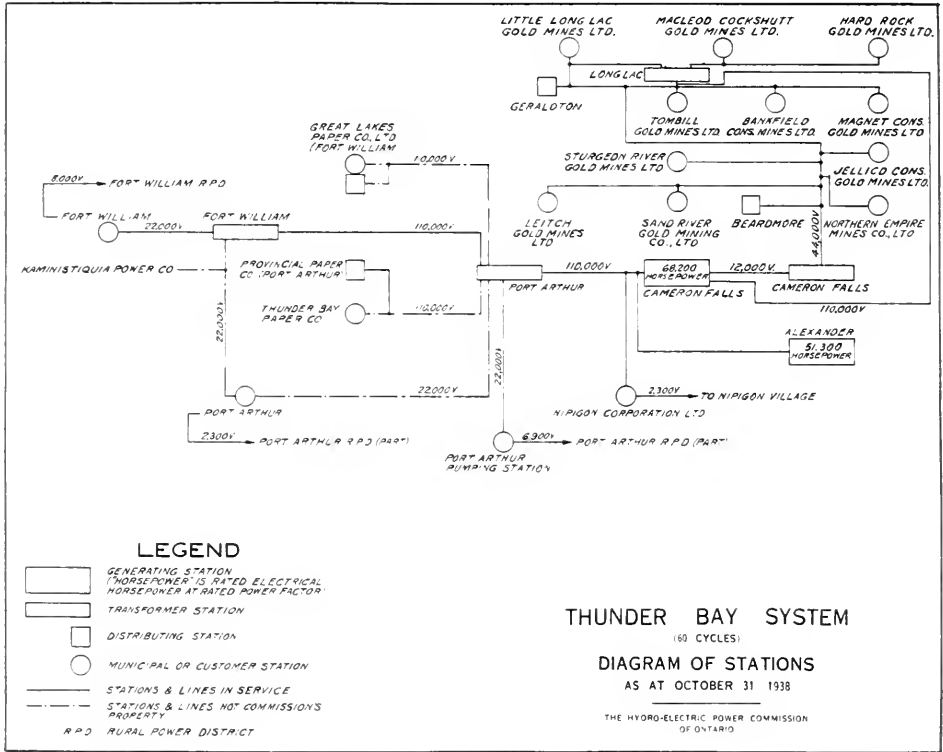 LITTLE LONG LAC
GOLD MINES LTD.
MACLEOD COCKSHUTT
GOLD MINES LTD.
HARD ROCK
GOLD MINES LTD.
LONG LAC
GERALDTON
TOMBILL
GOLD MINES LTD.
BANKFIELD
CONS. MINES LTD.
MAGNET CONS.
GOLD MINES LTD
GREAT LAKES
PAPER CO., LTD
(FORT WILLIAM
110,000V
STURGEON RIVER
GOLD MINES LTD
JELLICO CONS.
GOLD MINES LTD.
6,000V
FORT WILLIAM R P D
FORT WILLIAM
22,000V
FORT WILLIAM
110,000V
LEITCH
GOLD MINES
LTD
SAND RIVER
GOLD MINING
CO., LTD
BEARDMORE
NORTHERN EMPIRE
MINES CO., LTD
44,000V
KAMINISTIQUIA POWER CO
PROVINCIAL PAPER
CO (PORT ARTHUR)
PORT ARTHUR
110,000V
68,200
HORSEPOWER
CAMERON FALLS
12,000V.
CAMERON FALLS
110,000V
THUNDER BAY
PAPER CO
110,000V
22,000V
22,000V
ALEXANDER
51,300
HORSEPOWER
22,000V
PORT ARTHUR
2,300V
PORT ARTHUR R.P.D (PART)
2,300V
TO NIPIGON VILLAGE
NIPIGON CORPORATION LTD
6,900V
PORT ARTHUR R.P.D (PART)
PORT ARTHUR
PUMPING STATION
LEGEND
GENERATING STATION
("HORSEPOWER" IS RATED ELECTRICAL
HORSEPOWER AT RATED POWER FACTOR)
TRANSFORMER STATION
DISTRIBUTING STATION
MUNICIPAL OR CUSTOMER STATION
STATIONS & LINES IN SERVICE
STATIONS & LINES NOT COMMISSION'S
PROPERTY
R P D RURAL POWER DISTRICT
THUNDER BAY SYSTEM
(60 CYCLES)
DIAGRAM OF STATIONS
AS AT OCTOBER 31 1938
THE HYDRO-ELECTRIC POWER COMMISSION
OF ONTARIO